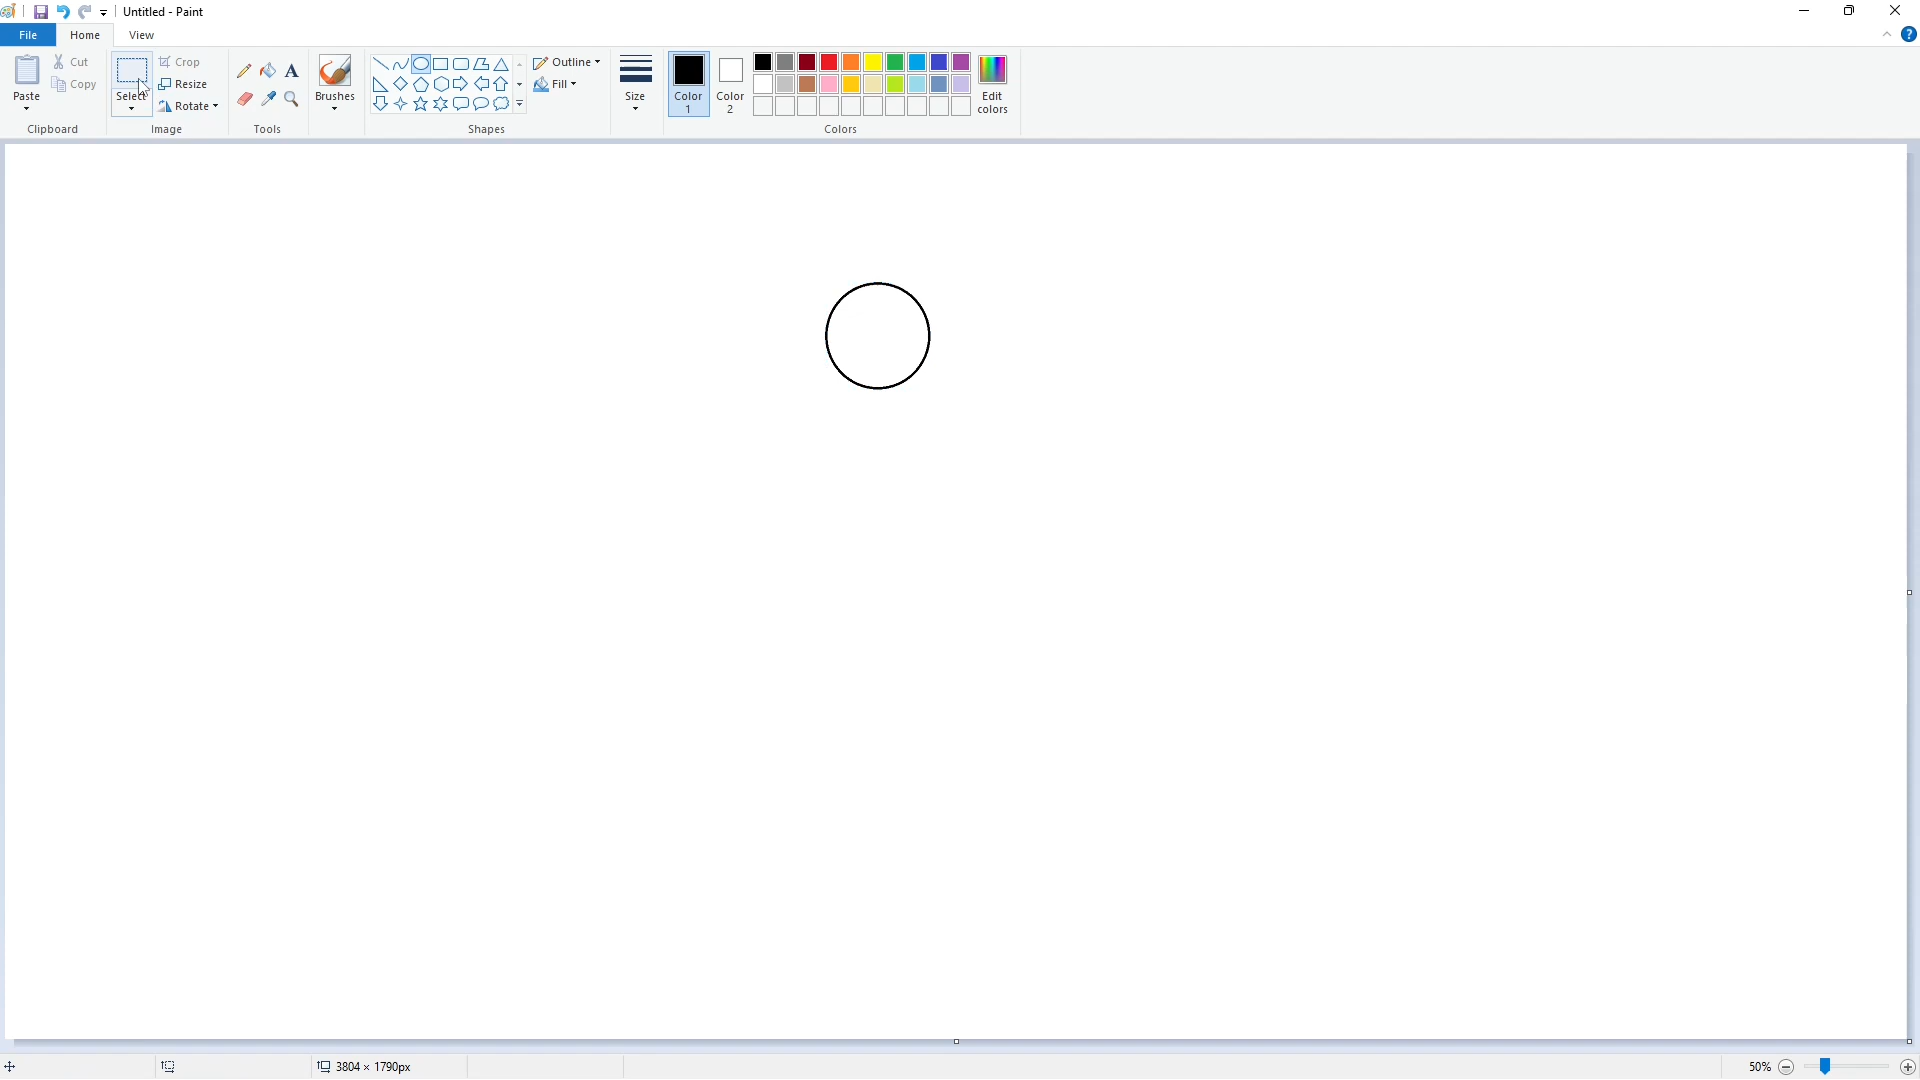 Untitled - Paint
File Home View
Cut
Copy
Paste
Clipboard
Select
Crop
Resize
Rotate
Image
Tools
Brushes
Shapes
Outline
Fill
Size
Color 1
Color 2
Colors
Edit colors
3804 × 1790px
50%